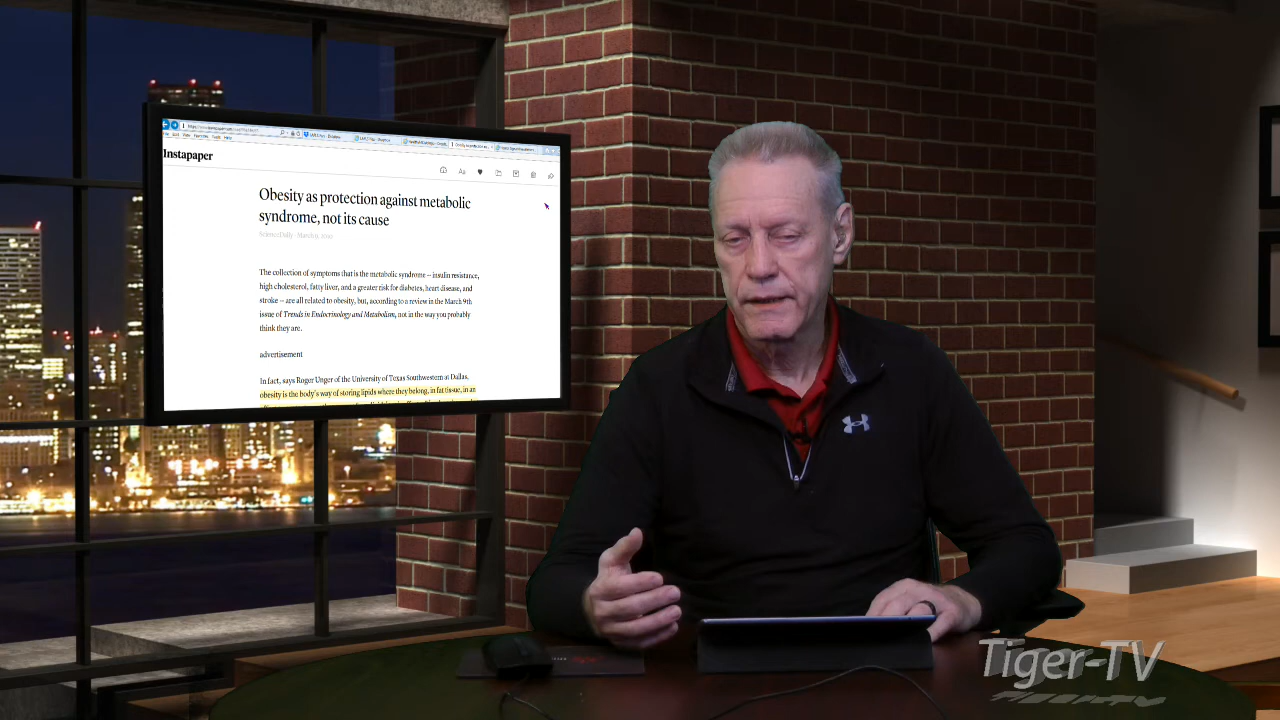 Instapaper
Aa
Obesity as protection against metabolic
syndrome, not its cause
ScienceDaily
The collection of symptoms that is the metabolic syndrome -- insulin resistance,
high cholesterol, fatty liver, and a greater risk for diabetes, heart disease, and
stroke -- are all related to obesity, but, according to a review in the March 9th
issue of Trends in Endocrinology and Metabolism, not in the way you probably
think they are.
advertisement
In fact, says Roger Unger of the University of Texas Southwestern at Dallas,
obesity is the body's way of storing lipids where they belong, in fat tissue, in an
Tiger-TV